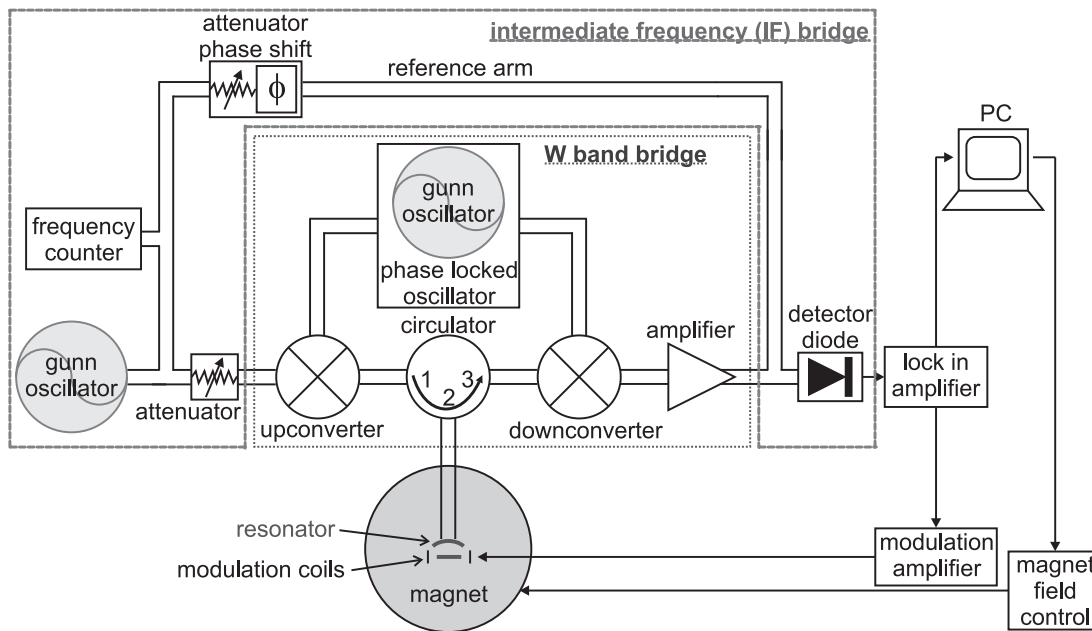 attenuator
phase shift
ϕ
intermediate frequency (IF) bridge
reference arm
PC
W band bridge
gunn
oscillator
frequency
counter
phase locked
oscillator
circulator
amplifier
detector
diode
gunn
oscillator
attenuator
1
2
3
upconverter
downconverter
lock in
amplifier
resonator
modulation coils
magnet
modulation
amplifier
magnet
field
control